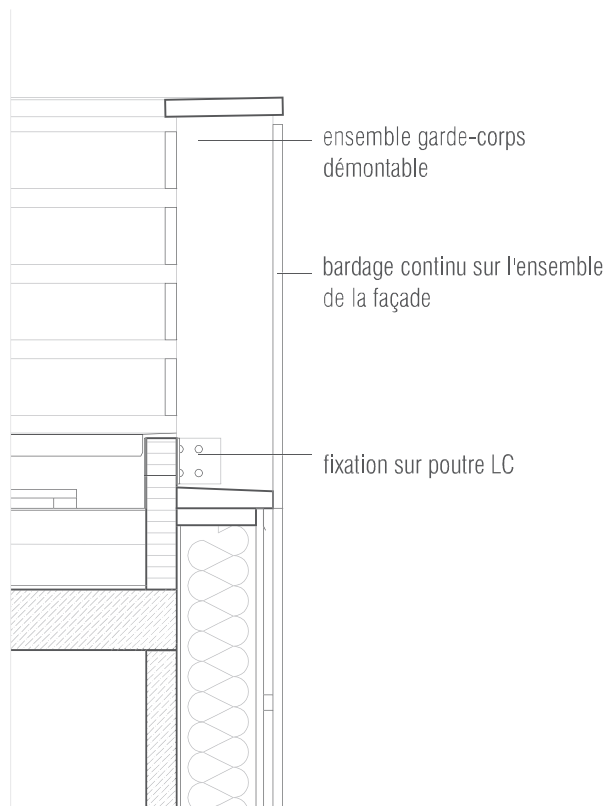 ensemble garde-corps
démontable
bardage continu sur l'ensemble
de la façade
fixation sur poutre LC